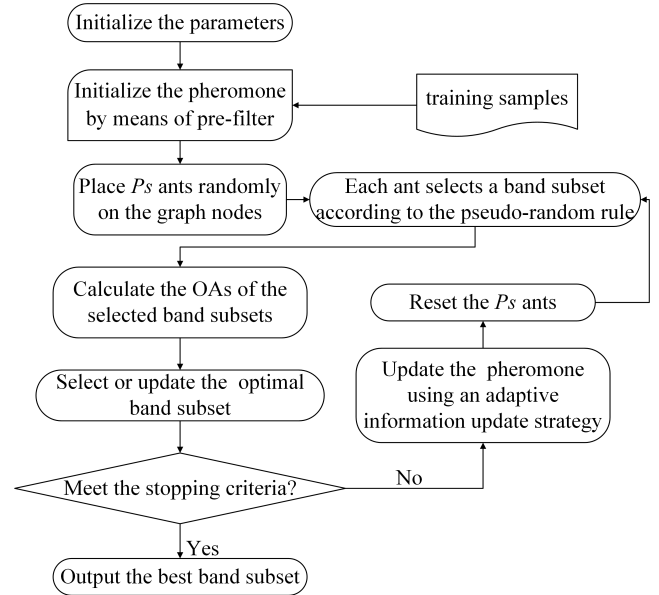 Initialize the parameters
Initialize the pheromone
by means of pre-filter
training samples
Place Ps ants randomly
on the graph nodes
Each ant selects a band subset
according to the pseudo-random rule
Calculate the OAs of the
selected band subsets
Reset the Ps ants
Select or update the optimal
band subset
Update the pheromone
using an adaptive
information update strategy
Meet the stopping criteria?
No
Yes
Output the best band subset